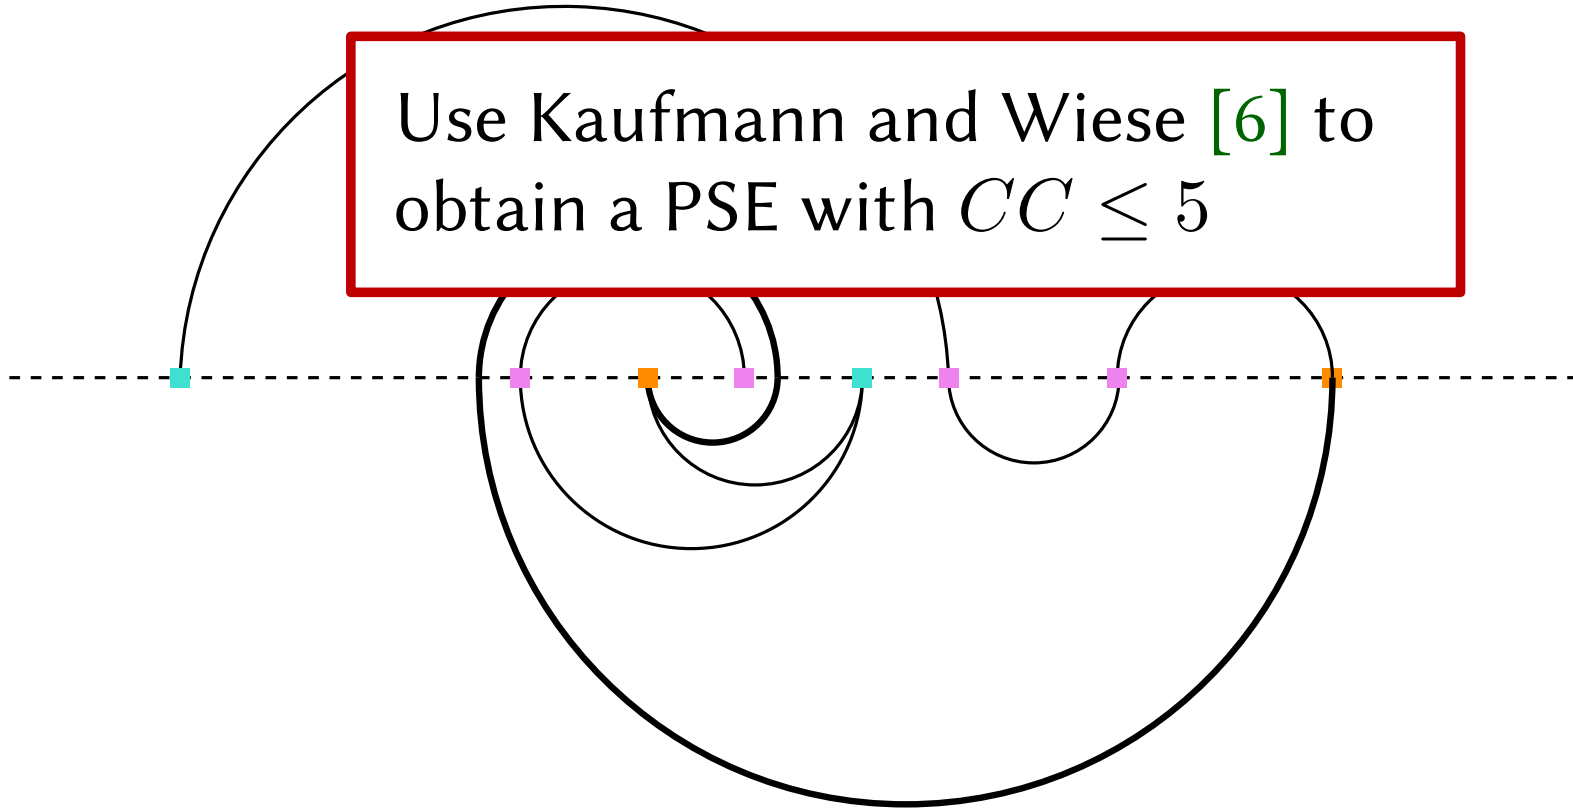 Use Kaufmann and Wiese [6] to
obtain a PSE with CC ≤ 5